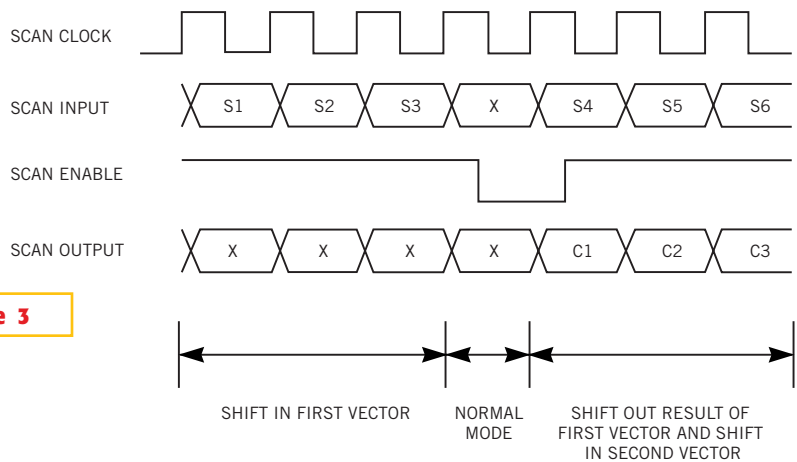 SCAN CLOCK
SCAN INPUT
S1 S2 S3 X S4 S5 S6
SCAN ENABLE
SCAN OUTPUT
X X X X C1 C2 C3
e 3
SHIFT IN FIRST VECTOR
NORMAL
MODE
SHIFT OUT RESULT OF
FIRST VECTOR AND SHIFT
IN SECOND VECTOR